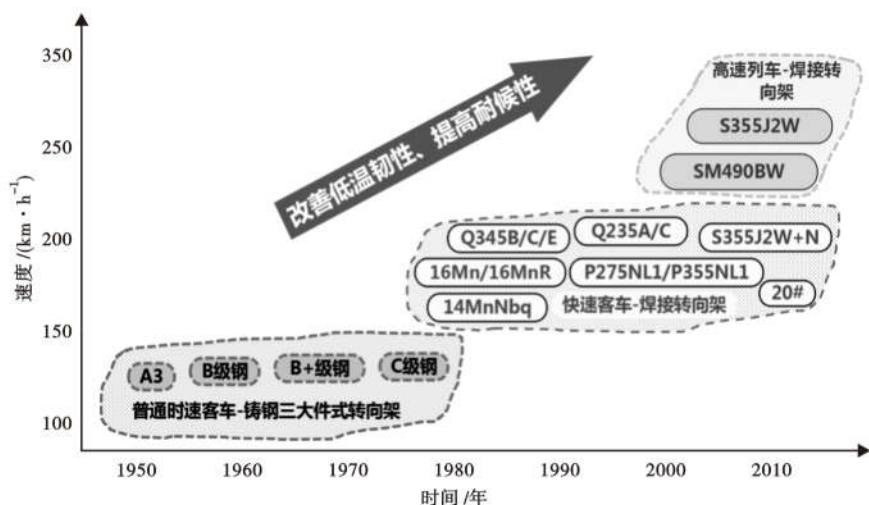 350
高速列车-焊接转
向架
S355J2W
250
SM490BW
改善低温韧性、提高耐候性
速度 /(km·h⁻¹)
200
Q345B/C/E
Q235A/C
S355J2W+N
16Mn/16MnR
P275NL1/P355NL1
14MnNbq
快速客车-焊接转向架
20#
150
A3
B级钢
B+级钢
C级钢
普通时速客车-铸钢三大件式转向架
100
1950 1960 1970 1980 1990 2000 2010
时间 /年